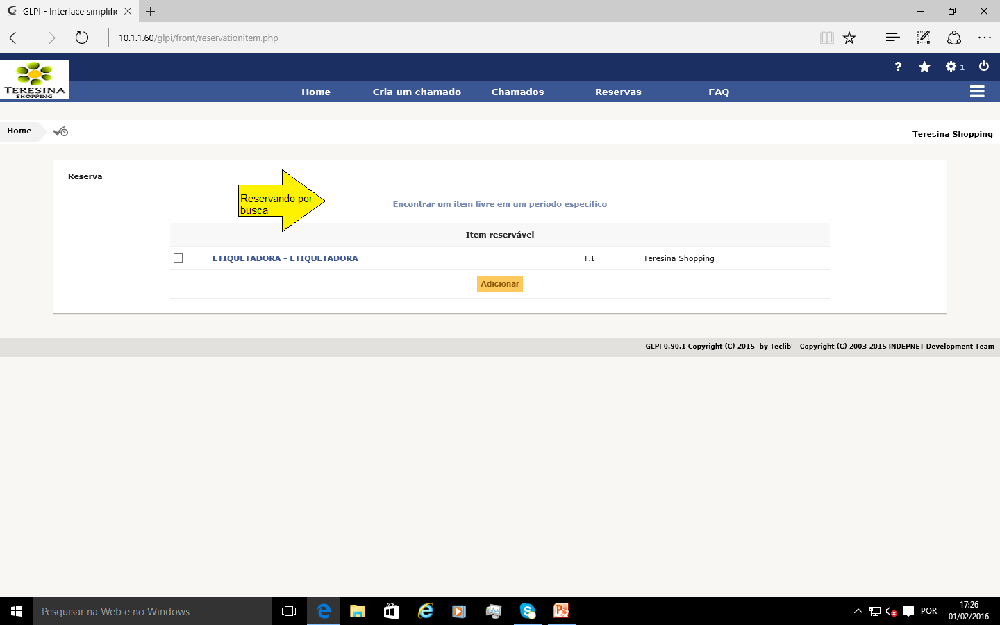 GLPI - Interface simplific
10.1.1.60/glpi/front/reservationitem.php
? 1
TERESINA
SHOPPING
Home Cria um chamado Chamados Reservas FAQ
Home
Teresina Shopping
Reserva
Reservando por
busca
Encontrar um item livre em um período específico
Item reservável
ETIQUETADORA - ETIQUETADORA T.I Teresina Shopping
Adicionar
GLPI 0.90.1 Copyright (C) 2015- by Teclib' - Copyright (C) 2003-2015 INDEPNET Development Team
Pesquisar na Web e no Windows
POR
17:26
01/02/2016